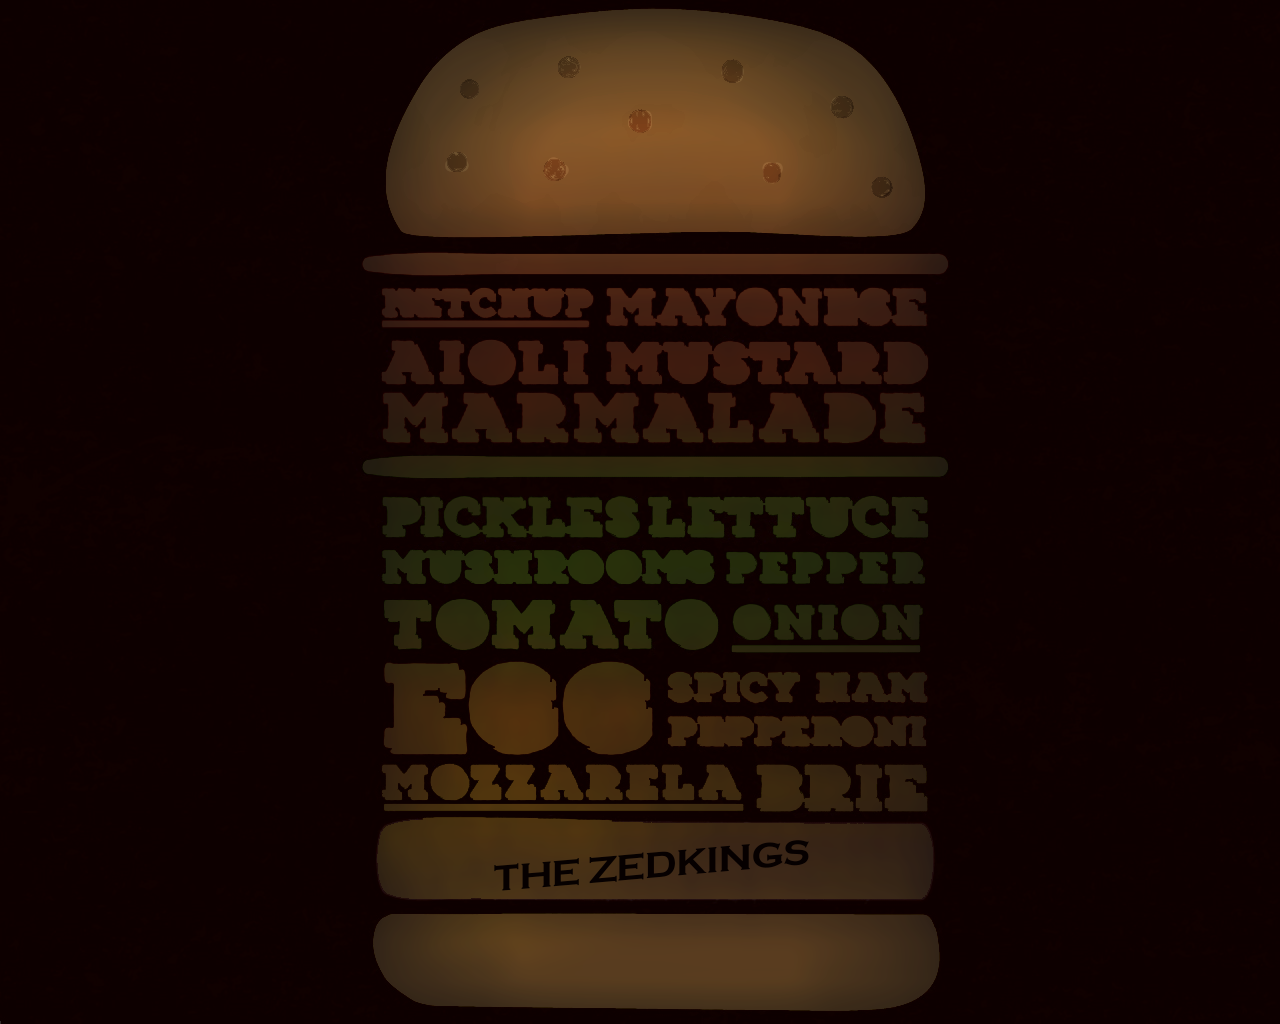 KETCHUP MAYONESE
AIOLI MUSTARD
MARMALADE
PICKLES LETTUCE
MUSHROOMS PEPPER
TOMATO ONION
EGG SPICY HAM
PEPPERONI
MOZZARELA BRIE
THE ZEDKINGS